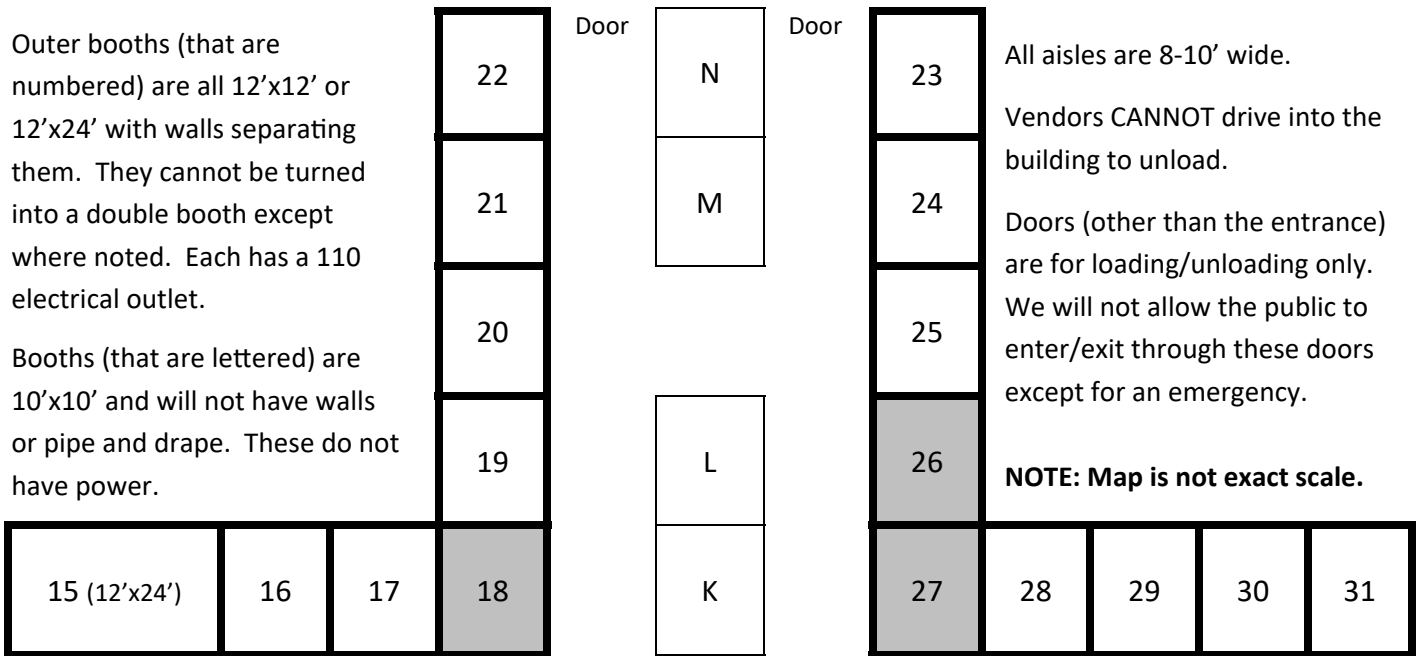 Outer booths (that are
numbered) are all 12’x12’ or
12’x24’ with walls separating
them. They cannot be turned
into a double booth except
where noted. Each has a 110
electrical outlet.
Booths (that are lettered) are
10’x10’ and will not have walls
or pipe and drape. These do not
have power.
22
21
20
19
Door
N
M
L
K
Door
23
24
25
26
All aisles are 8-10’ wide.
Vendors CANNOT drive into the
building to unload.
Doors (other than the entrance)
are for loading/unloading only.
We will not allow the public to
enter/exit through these doors
except for an emergency.
NOTE: Map is not exact scale.
15 (12’x24’)
16
17
18
27
28
29
30
31